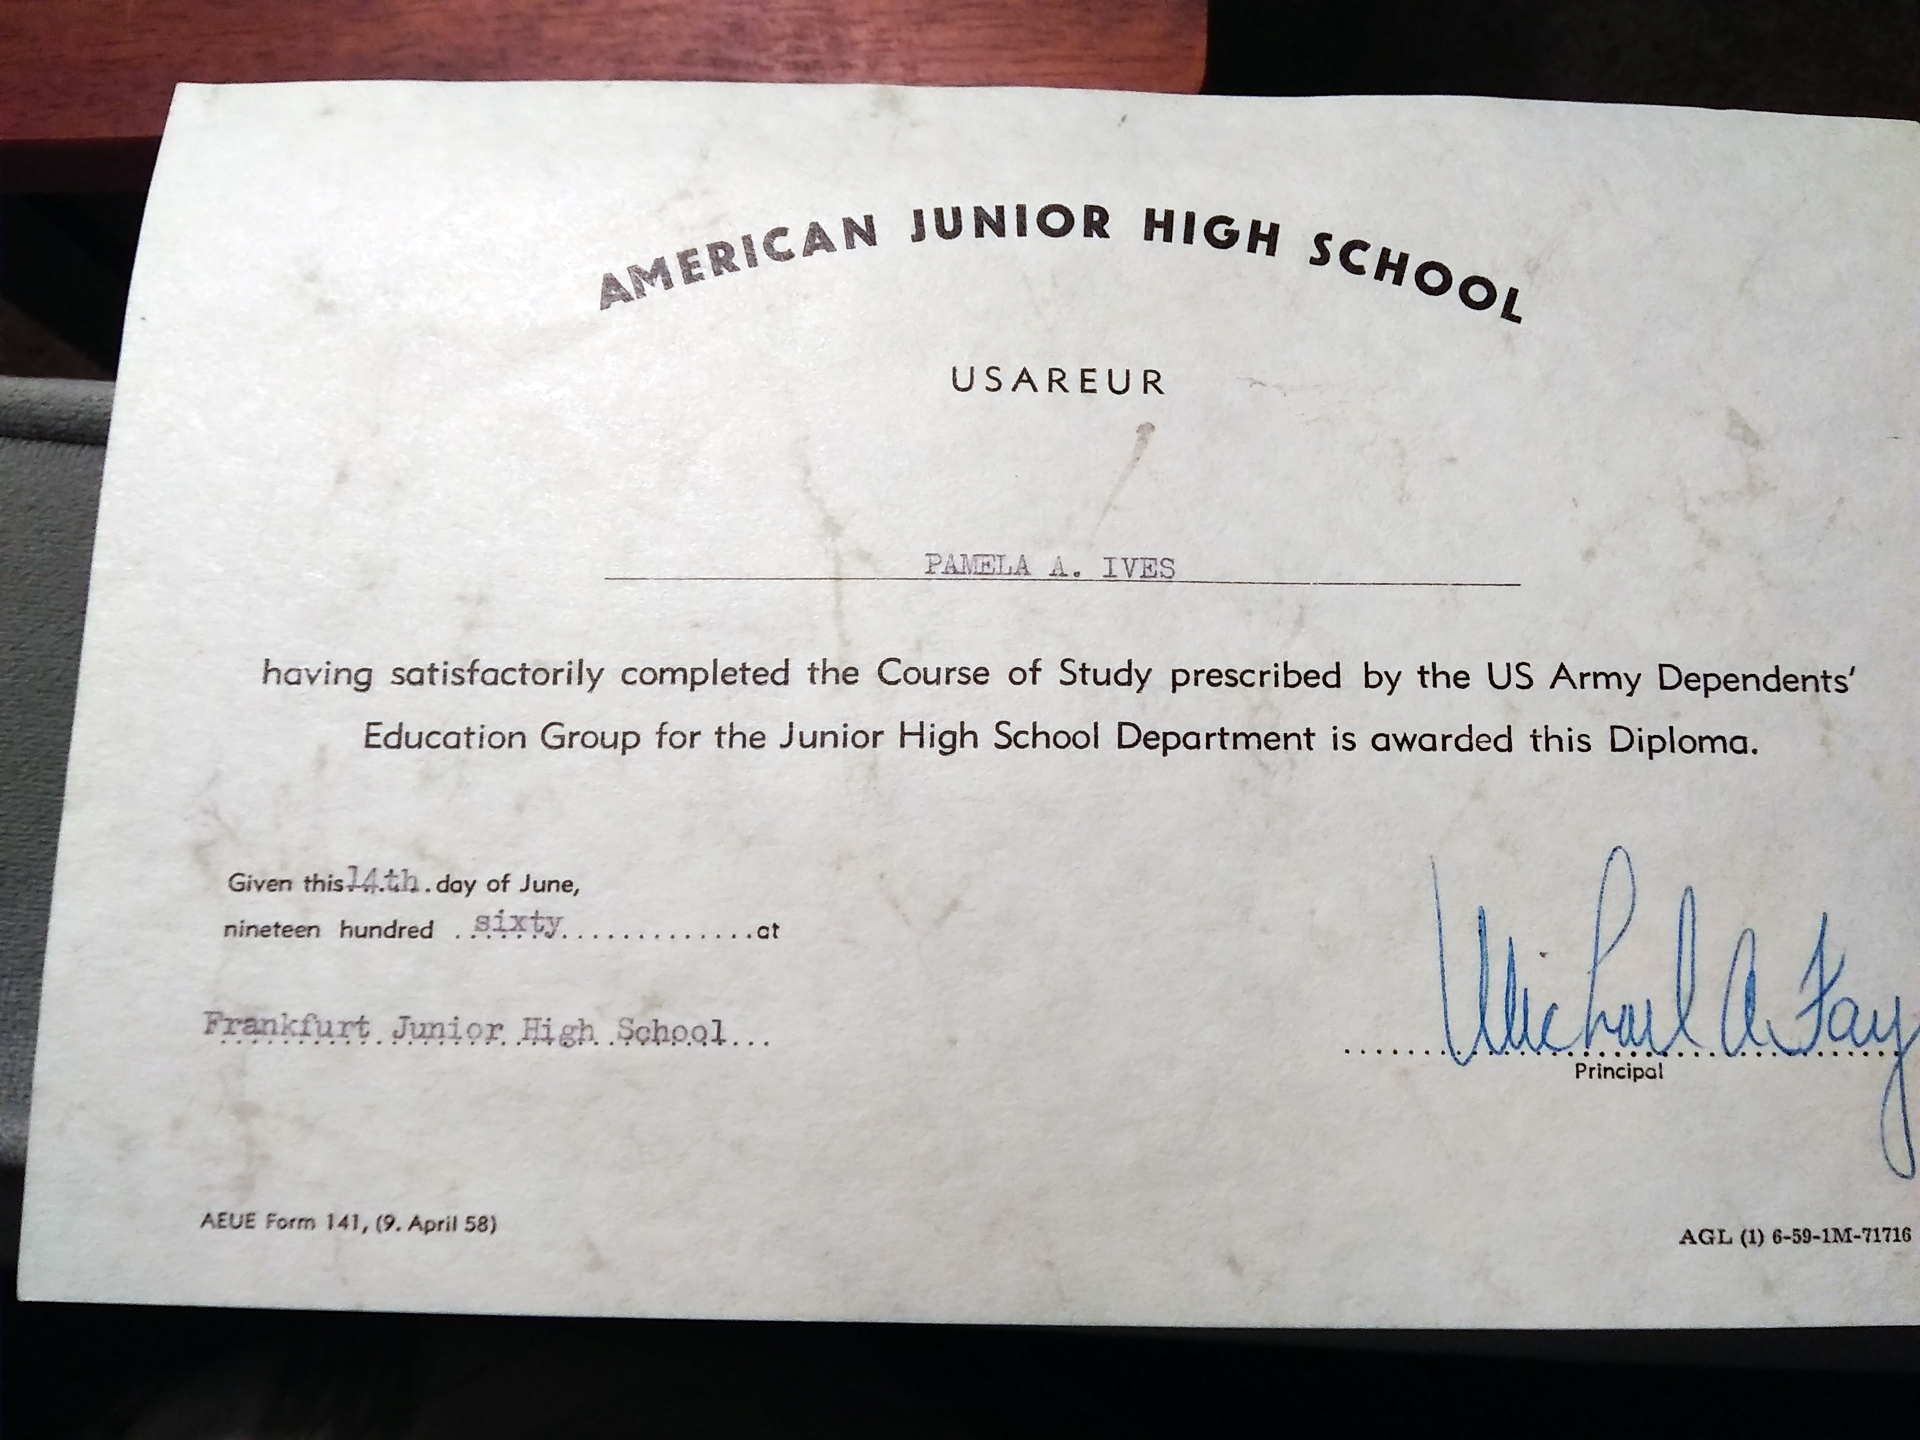 AMERICAN JUNIOR HIGH SCHOOL
USAREUR
PAMELA A. IVES
having satisfactorily completed the Course of Study prescribed by the US Army Dependents'
Education Group for the Junior High School Department is awarded this Diploma.
Given this 14th. day of June,
nineteen hundred ..sixty..............at
Frankfurt Junior High School...
Michael A Fay
Principal
AEUE Form 141, (9. April 58)
AGL (1) 6-59-1M-71716